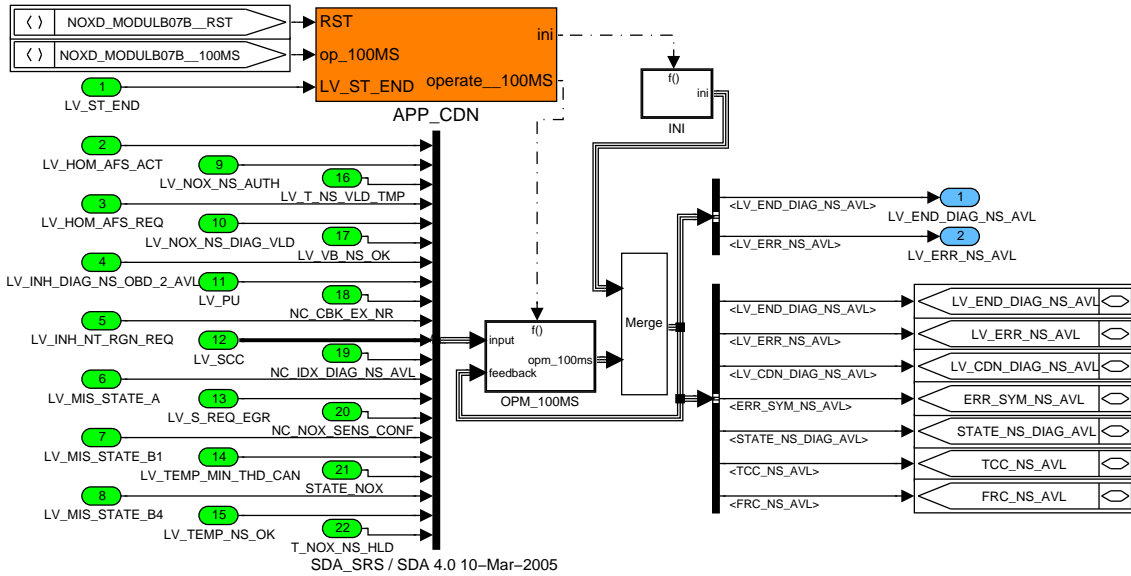 NOXD_MODULB07B__RST
NOXD_MODULB07B__100MS
RST
op_100MS
LV_ST_END
ini
operate__100MS
APP_CDN
1
LV_ST_END
f()
ini
INI
2
LV_HOM_AFS_ACT
9
LV_NOX_NS_AUTH
16
LV_T_NS_VLD_TMP
3
LV_HOM_AFS_REQ
10
LV_NOX_NS_DIAG_VLD
17
LV_VB_NS_OK
4
LV_INH_DIAG_NS_OBD_2_AVL
11
LV_PU
18
NC_CBK_EX_NR
5
LV_INH_NT_RGN_REQ
12
LV_SCC
19
NC_IDX_DIAG_NS_AVL
6
LV_MIS_STATE_A
13
LV_S_REQ_EGR
20
NC_NOX_SENS_CONF
7
LV_MIS_STATE_B1
14
LV_TEMP_MIN_THD_CAN
21
STATE_NOX
8
LV_MIS_STATE_B4
15
LV_TEMP_NS_OK
22
T_NOX_NS_HLD
f()
input
feedback
opm_100ms
OPM_100MS
Merge
<LV_END_DIAG_NS_AVL>
1
LV_END_DIAG_NS_AVL
<LV_ERR_NS_AVL>
2
LV_ERR_NS_AVL
<LV_END_DIAG_NS_AVL>
LV_END_DIAG_NS_AVL
<LV_ERR_NS_AVL>
LV_ERR_NS_AVL
<LV_CDN_DIAG_NS_AVL>
LV_CDN_DIAG_NS_AVL
<ERR_SYM_NS_AVL>
ERR_SYM_NS_AVL
<STATE_NS_DIAG_AVL>
STATE_NS_DIAG_AVL
<TCC_NS_AVL>
TCC_NS_AVL
<FRC_NS_AVL>
FRC_NS_AVL
SDA_SRS / SDA 4.0 10−Mar−2005